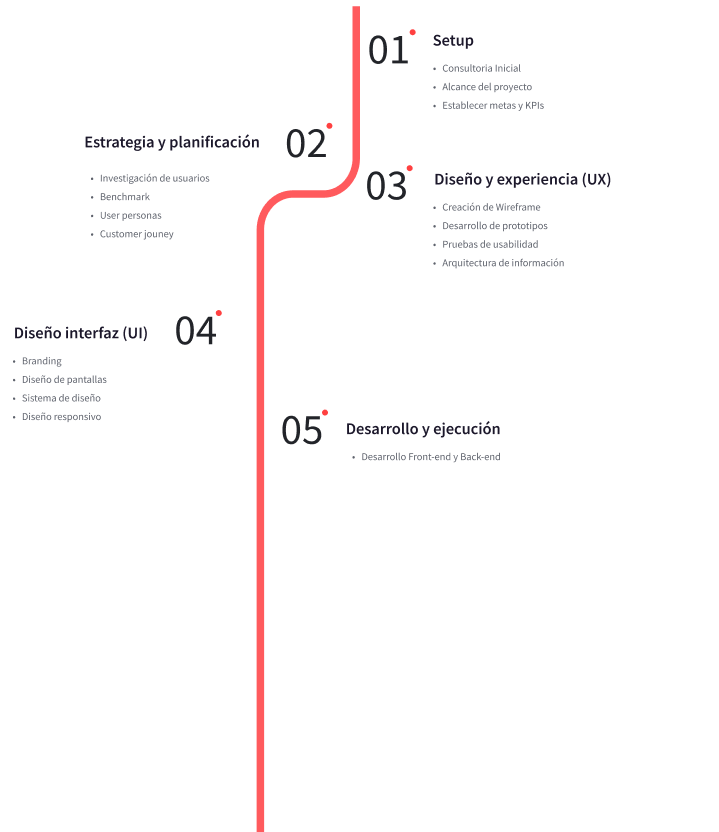 01
Setup
• Consultoria Inicial
• Alcance del proyecto
• Establecer metas y KPIs
02
Estrategia y planificación
• Investigación de usuarios
• Benchmark
• User personas
• Customer jouney
03
Diseño y experiencia (UX)
• Creación de Wireframe
• Desarrollo de prototipos
• Pruebas de usabilidad
• Arquitectura de información
04
Diseño interfaz (UI)
• Branding
• Diseño de pantallas
• Sistema de diseño
• Diseño responsivo
05
Desarrollo y ejecución
• Desarrollo Front-end y Back-end